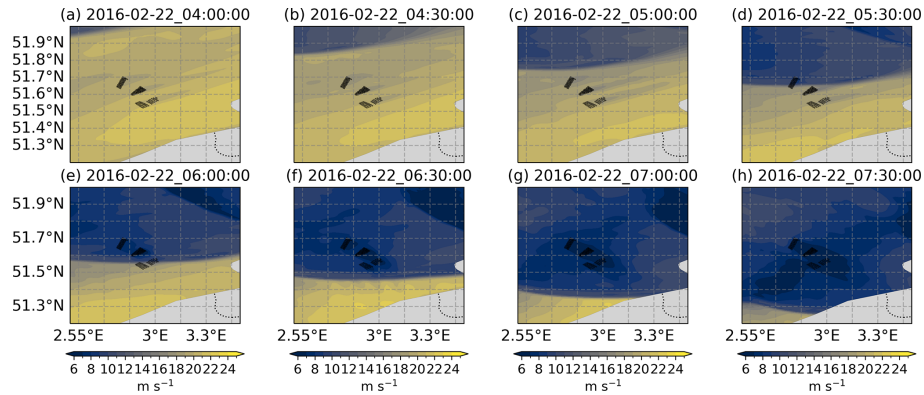 (a) 2016-02-22_04:00:00 (b) 2016-02-22_04:30:00 (c) 2016-02-22_05:00:00 (d) 2016-02-22_05:30:00
51.9°N
51.8°N
51.7°N
51.6°N
51.5°N
51.4°N
51.3°N
(e) 2016-02-22_06:00:00 (f) 2016-02-22_06:30:00 (g) 2016-02-22_07:00:00 (h) 2016-02-22_07:30:00
51.9°N
51.7°N
51.5°N
51.3°N
2.55°E 3°E 3.3°E 2.55°E 3°E 3.3°E 2.55°E 3°E 3.3°E 2.55°E 3°E 3.3°E
6 8 10 12 14 16 18 20 22 24 6 8 10 12 14 16 18 20 22 24 6 8 10 12 14 16 18 20 22 24 6 8 10 12 14 16 18 20 22 24
m s⁻¹ m s⁻¹ m s⁻¹ m s⁻¹